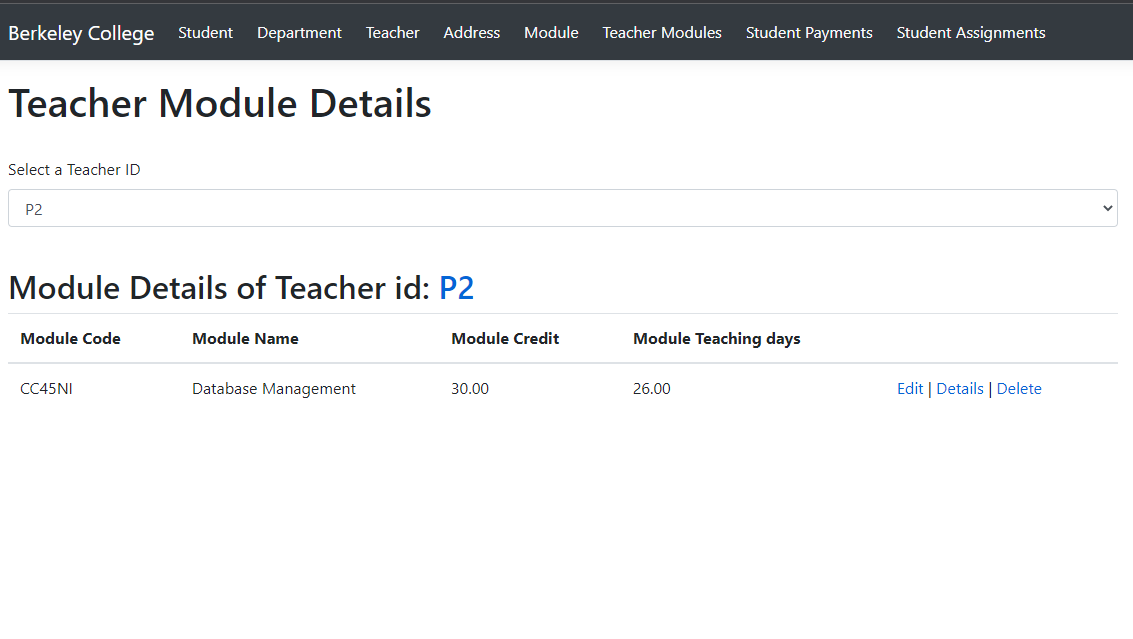 Berkeley College Student Department Teacher Address Module Teacher Modules Student Payments Student Assignments
Teacher Module Details
Select a Teacher ID
P2
Module Details of Teacher id: P2
Module Code Module Name Module Credit Module Teaching days
CC45NI Database Management 30.00 26.00 Edit | Details | Delete